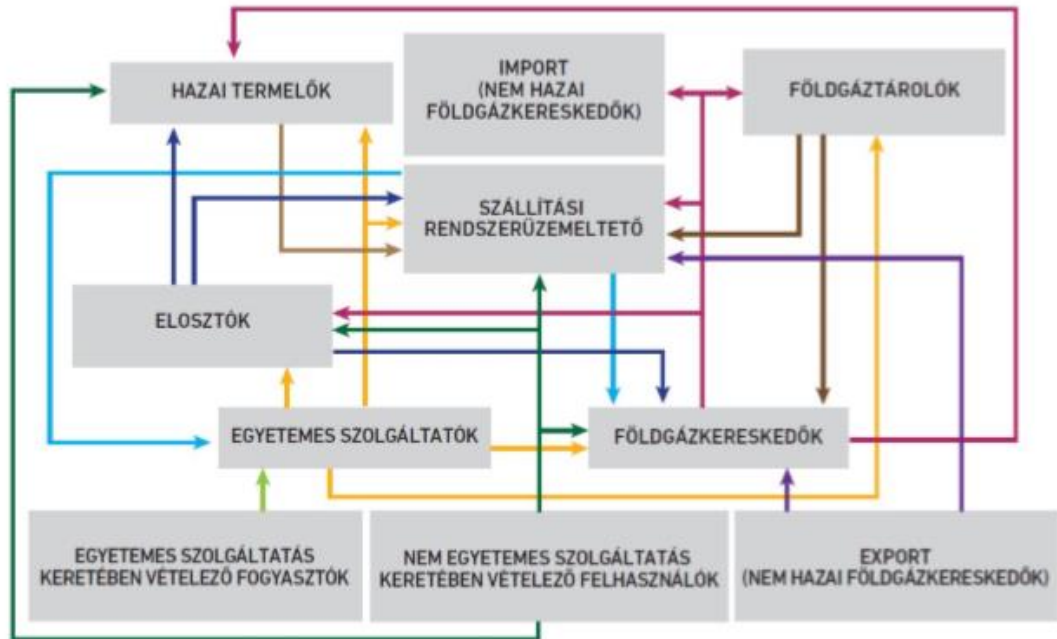 HAZAI TERMELŐK
IMPORT
(NEM HAZAI
FÖLDGÁZKERESKEDŐK)
FÖLDGÁZTÁROLÓK
SZÁLLÍTÁSI
RENDSZERÜZEMELTETŐ
ELOSZTÓK
EGYETEMES SZOLGÁLTATÓK
FÖLDGÁZKERESKEDŐK
EGYETEMES SZOLGÁLTATÁS
KERETÉBEN VÉTELEZŐ FOGYASZTÓK
NEM EGYETEMES SZOLGÁLTATÁS
KERETÉBEN VÉTELEZŐ FELHASZNÁLÓK
EXPORT
(NEM HAZAI FÖLDGÁZKERESKEDŐK)